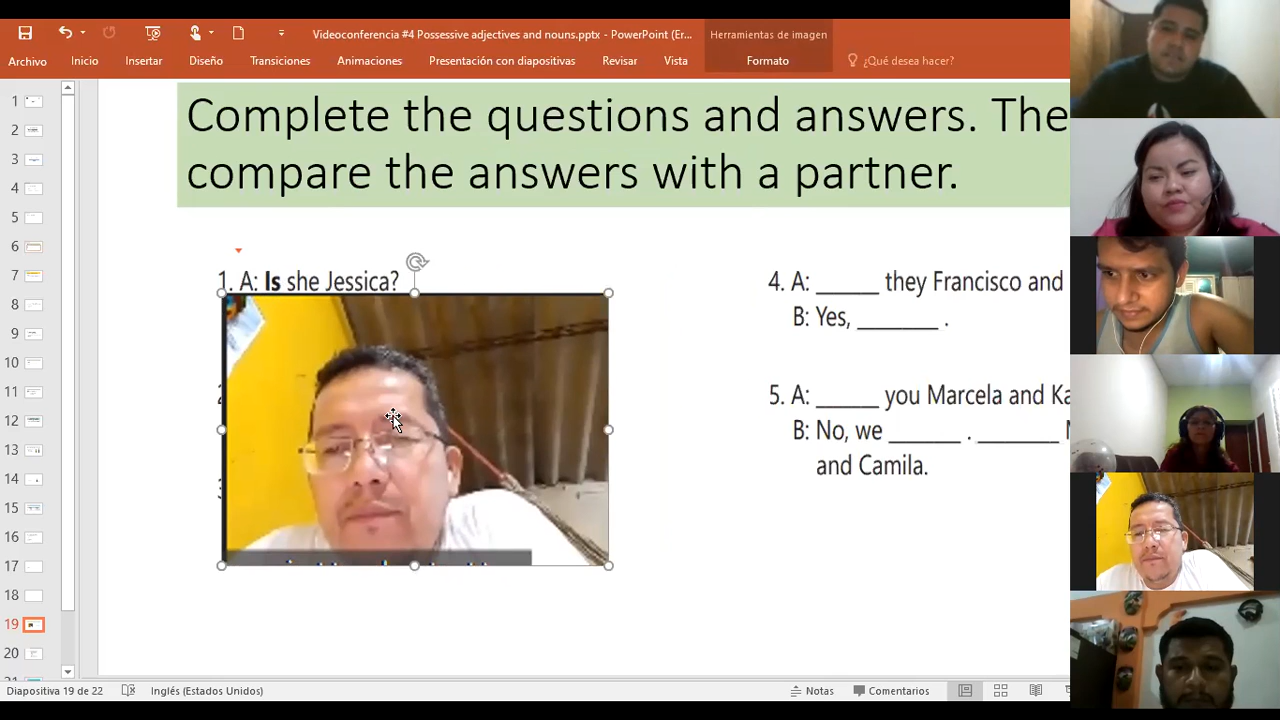 Videoconferencia #4 Possessive adjectives and nouns.pptx - PowerPoint (Er...
Herramientas de imagen
Archivo Inicio Insertar Diseño Transiciones Animaciones Presentación con diapositivas Revisar Vista Formato ¿Qué desea hacer?
Complete the questions and answers. The
compare the answers with a partner.
1. A: Is she Jessica?
4. A: ______ they Francisco and
B: Yes, ________ .
5. A: ______ you Marcela and Ka
B: No, we _______ . ________
and Camila.
1
2
3
4
5
6
7
8
9
10
11
12
13
14
15
16
17
18
19
20
Diapositiva 19 de 22 Inglés (Estados Unidos) Notas Comentarios